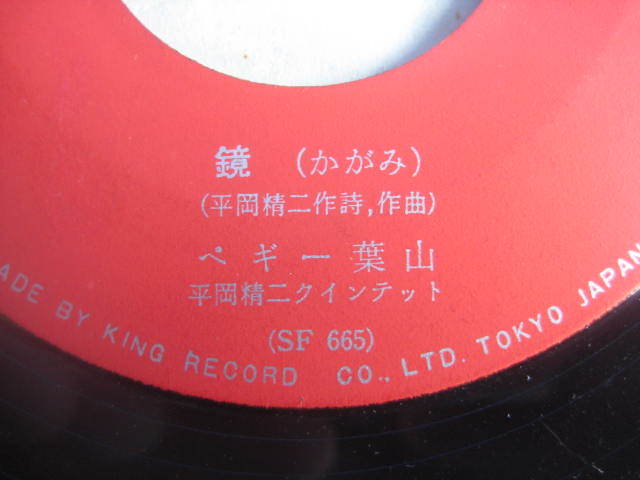 鏡 (かがみ)
(平岡精二作詩,作曲)
ペギー葉山
平岡精二クインテット
(SF 665)
ADE BY KING RECORD CO., LTD. TOKYO JAPAN